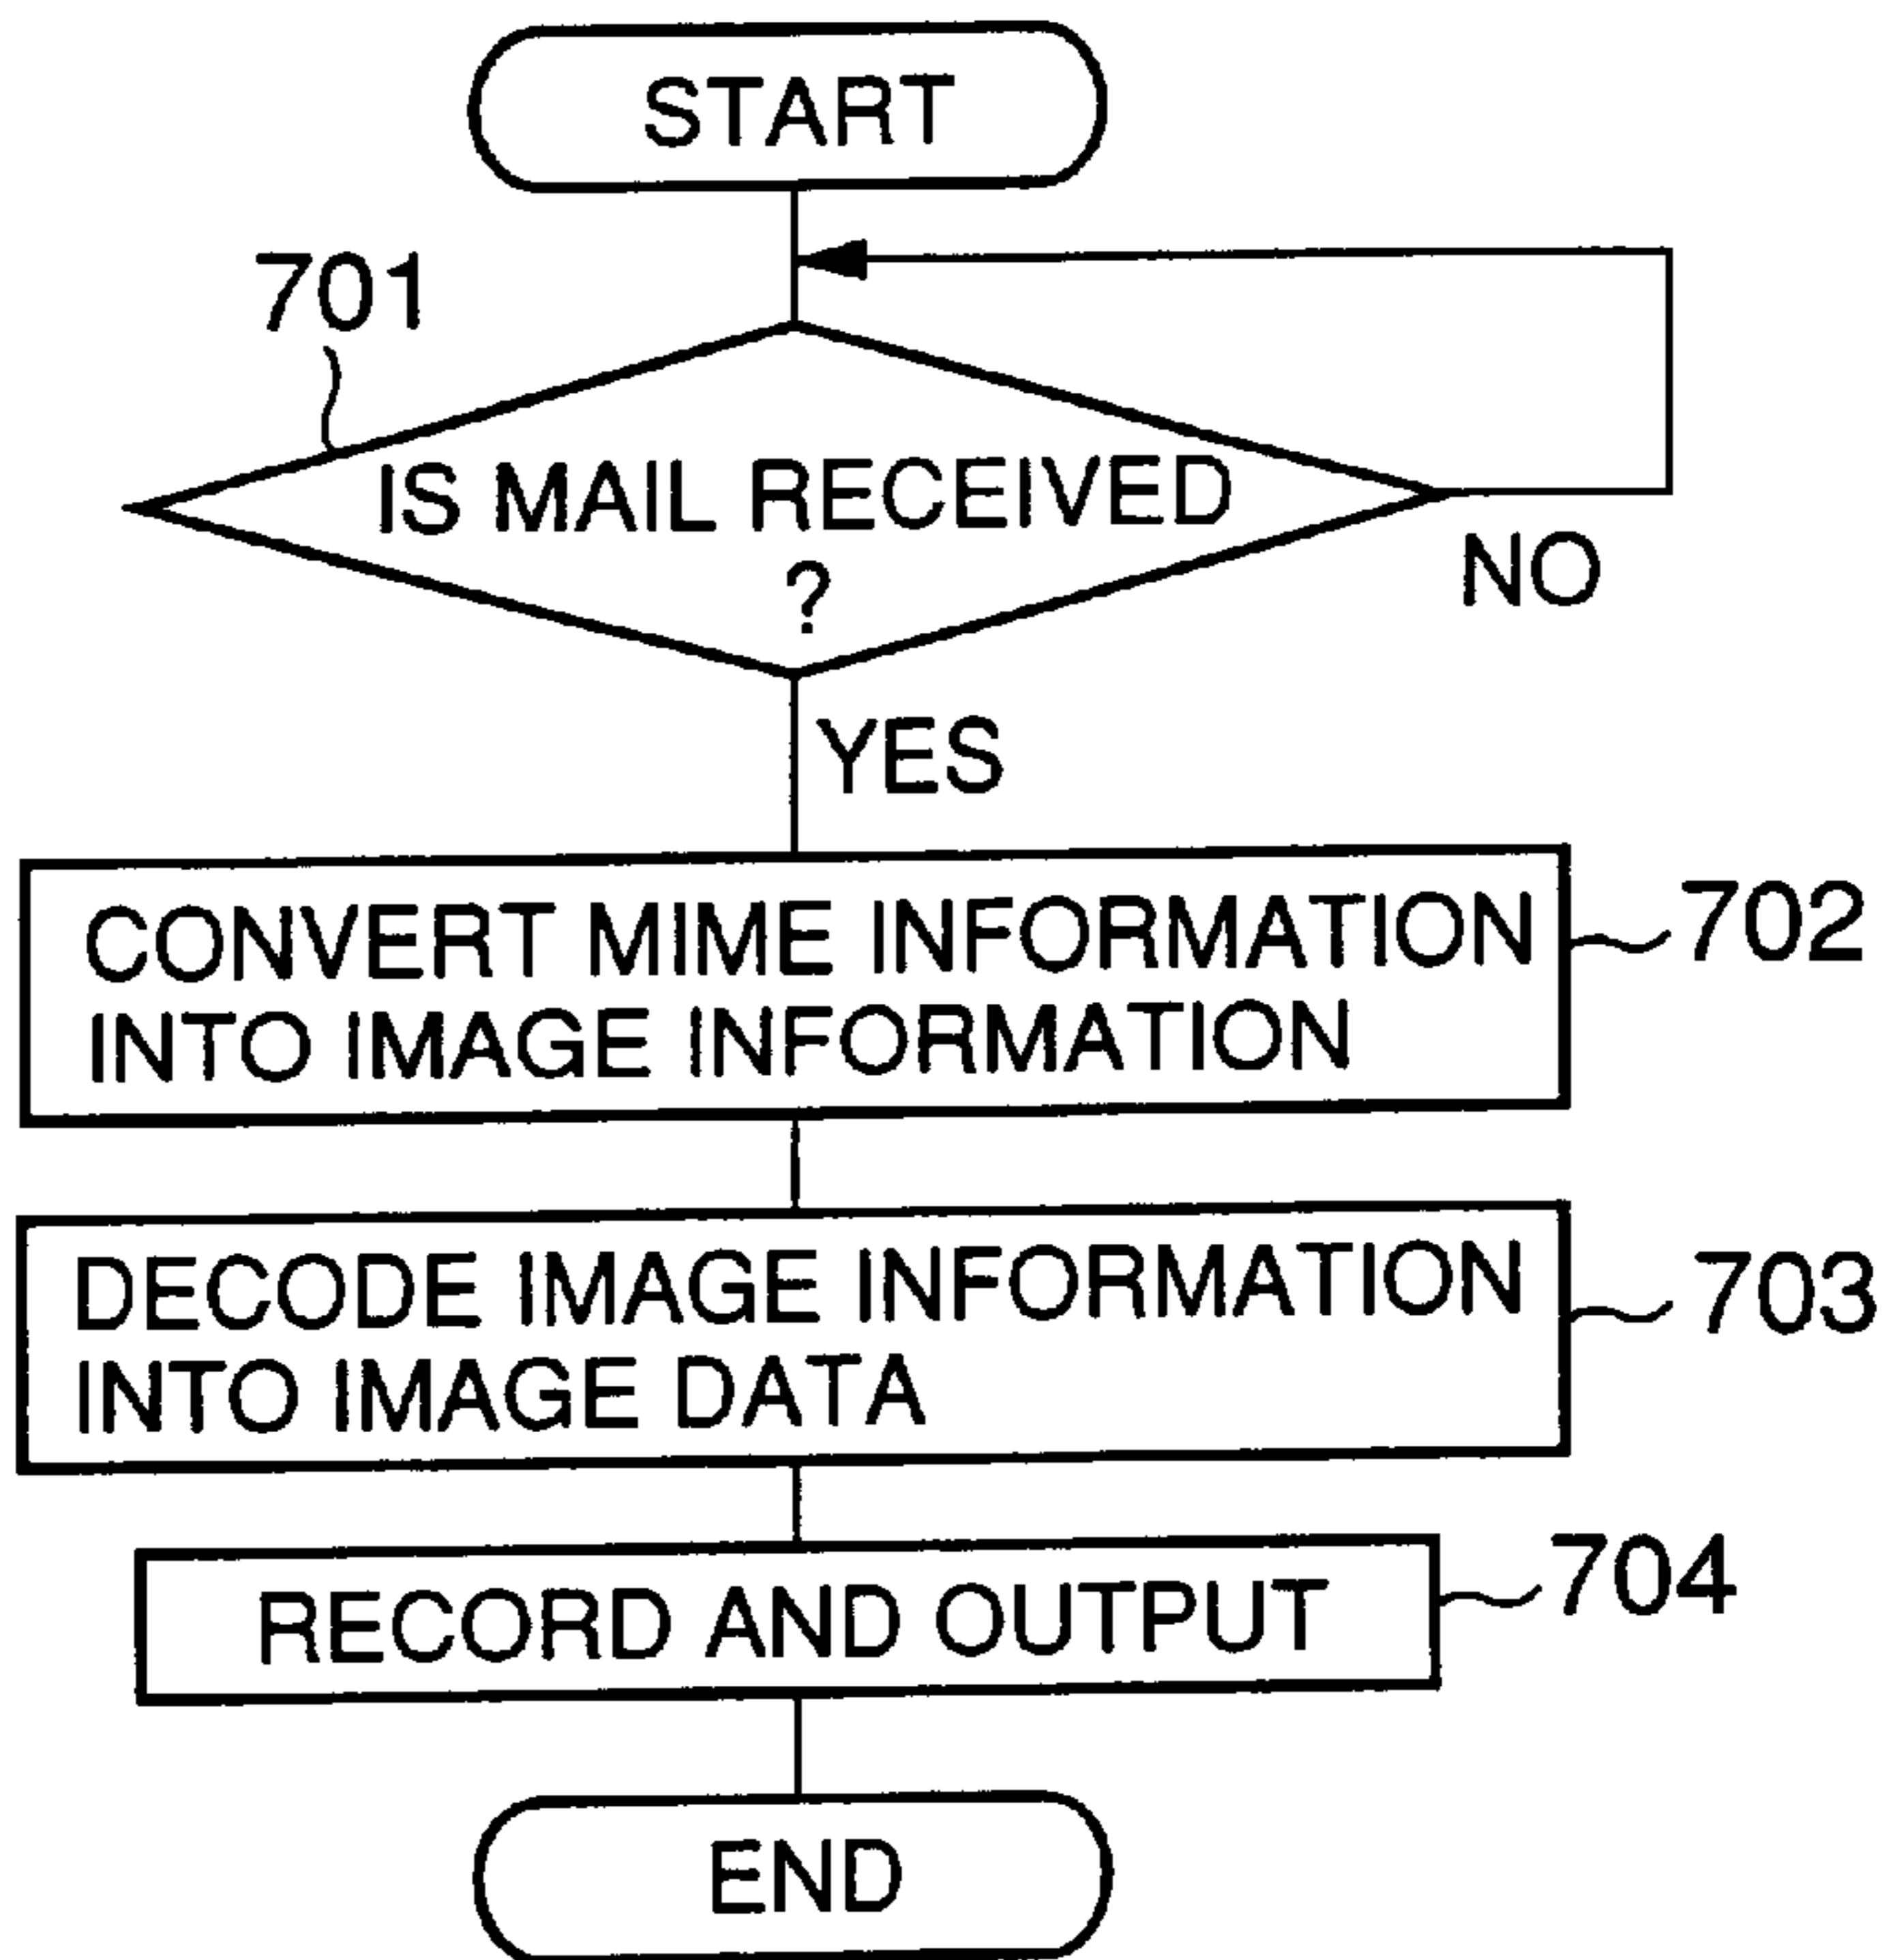 START
701
IS MAIL RECEIVED
?
NO
YES
CONVERT MIME INFORMATION
INTO IMAGE INFORMATION
702
DECODE IMAGE INFORMATION
INTO IMAGE DATA
703
RECORD AND OUTPUT
704
END